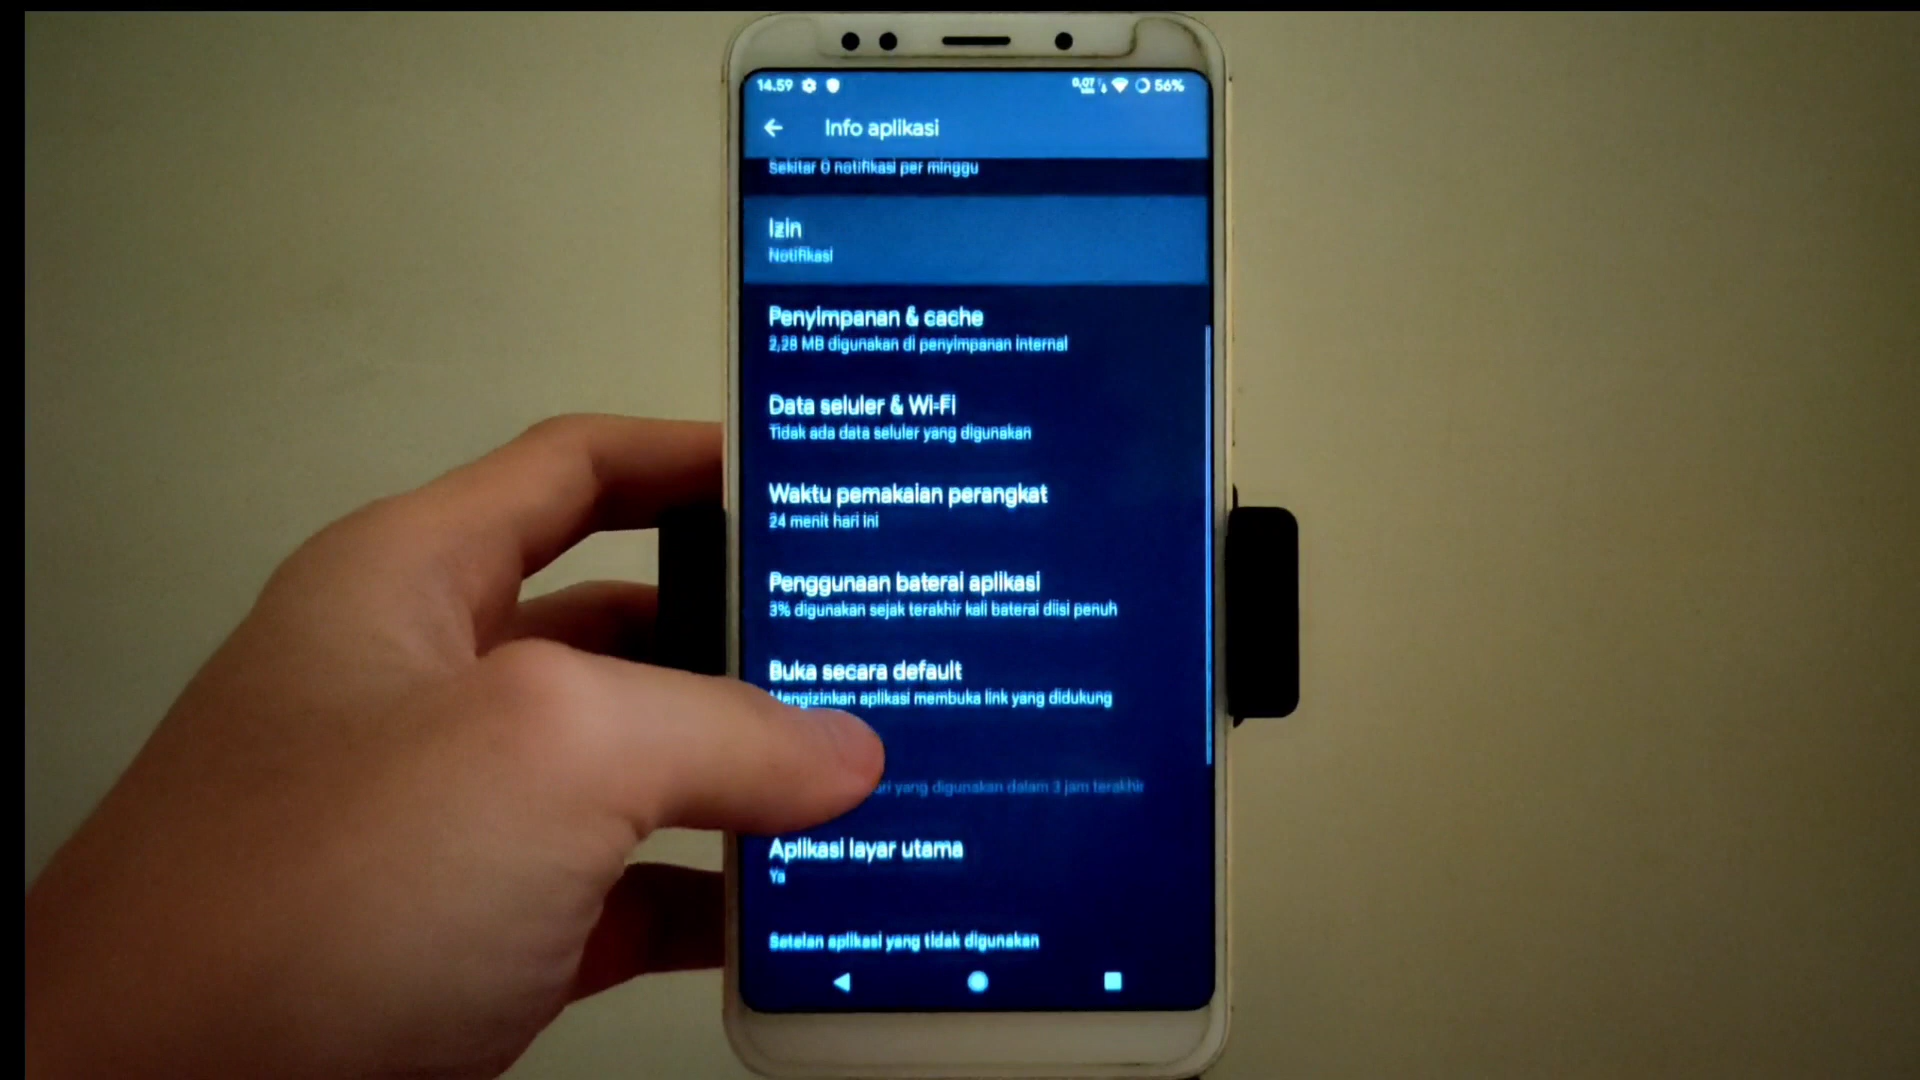 14.59 56%
Info aplikasi
Sekitar 0 notifikasi per minggu
Izin
Notifikasi
Penyimpanan & cache
2,28 MB digunakan di penyimpanan internal
Data seluler & Wi-Fi
Tidak ada data seluler yang digunakan
Waktu pemakaian perangkat
24 menit hari ini
Penggunaan baterai aplikasi
3% digunakan sejak terakhir kali baterai diisi penuh
Buka secara default
Mengizinkan aplikasi membuka link yang didukung
yang digunakan dalam 3 jam terakhir
Aplikasi layar utama
Ya
Setelan aplikasi yang tidak digunakan